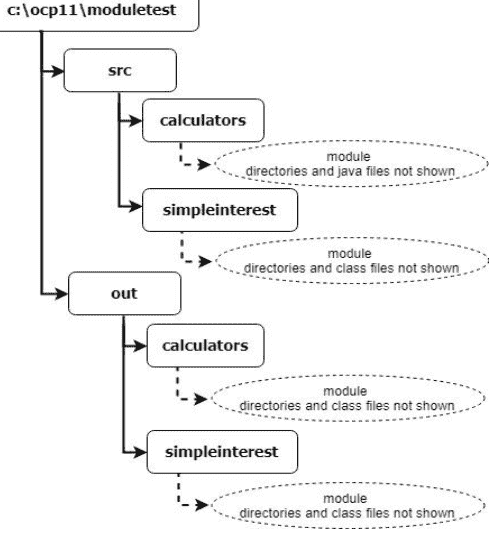 c:\ocp11\moduletest
src
calculators
module
directories and java files not shown
simpleinterest
module
directories and class files not shown
out
calculators
module
directories and class files not shown
simpleinterest
module
directories and class files not shown